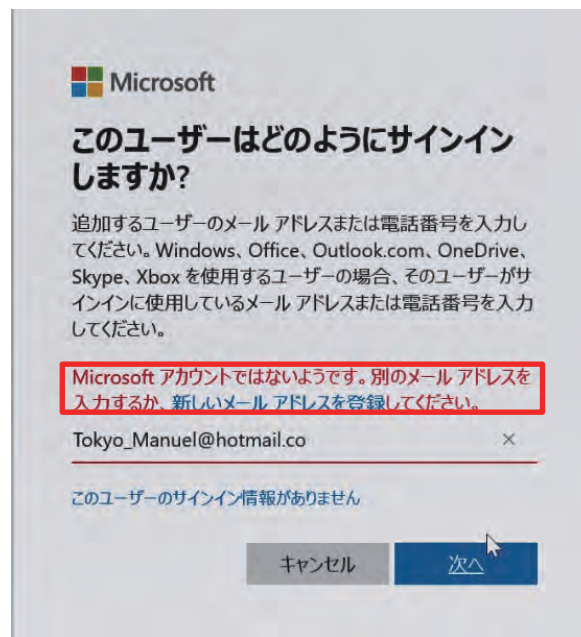 Microsoft
このユーザーはどのようにサインイン
しますか?
追加するユーザーのメール アドレスまたは電話番号を入力し
てください。Windows、Office、Outlook.com、OneDrive、
Skype、Xbox を使用するユーザーの場合、そのユーザーがサ
インインに使用しているメール アドレスまたは電話番号を入力
してください。
Microsoft アカウントではないようです。別のメール アドレスを
入力するか、新しいメール アドレスを登録してください。
Tokyo_Manuel@hotmail.co
このユーザーのサインイン情報がありません
キャンセル
次へ